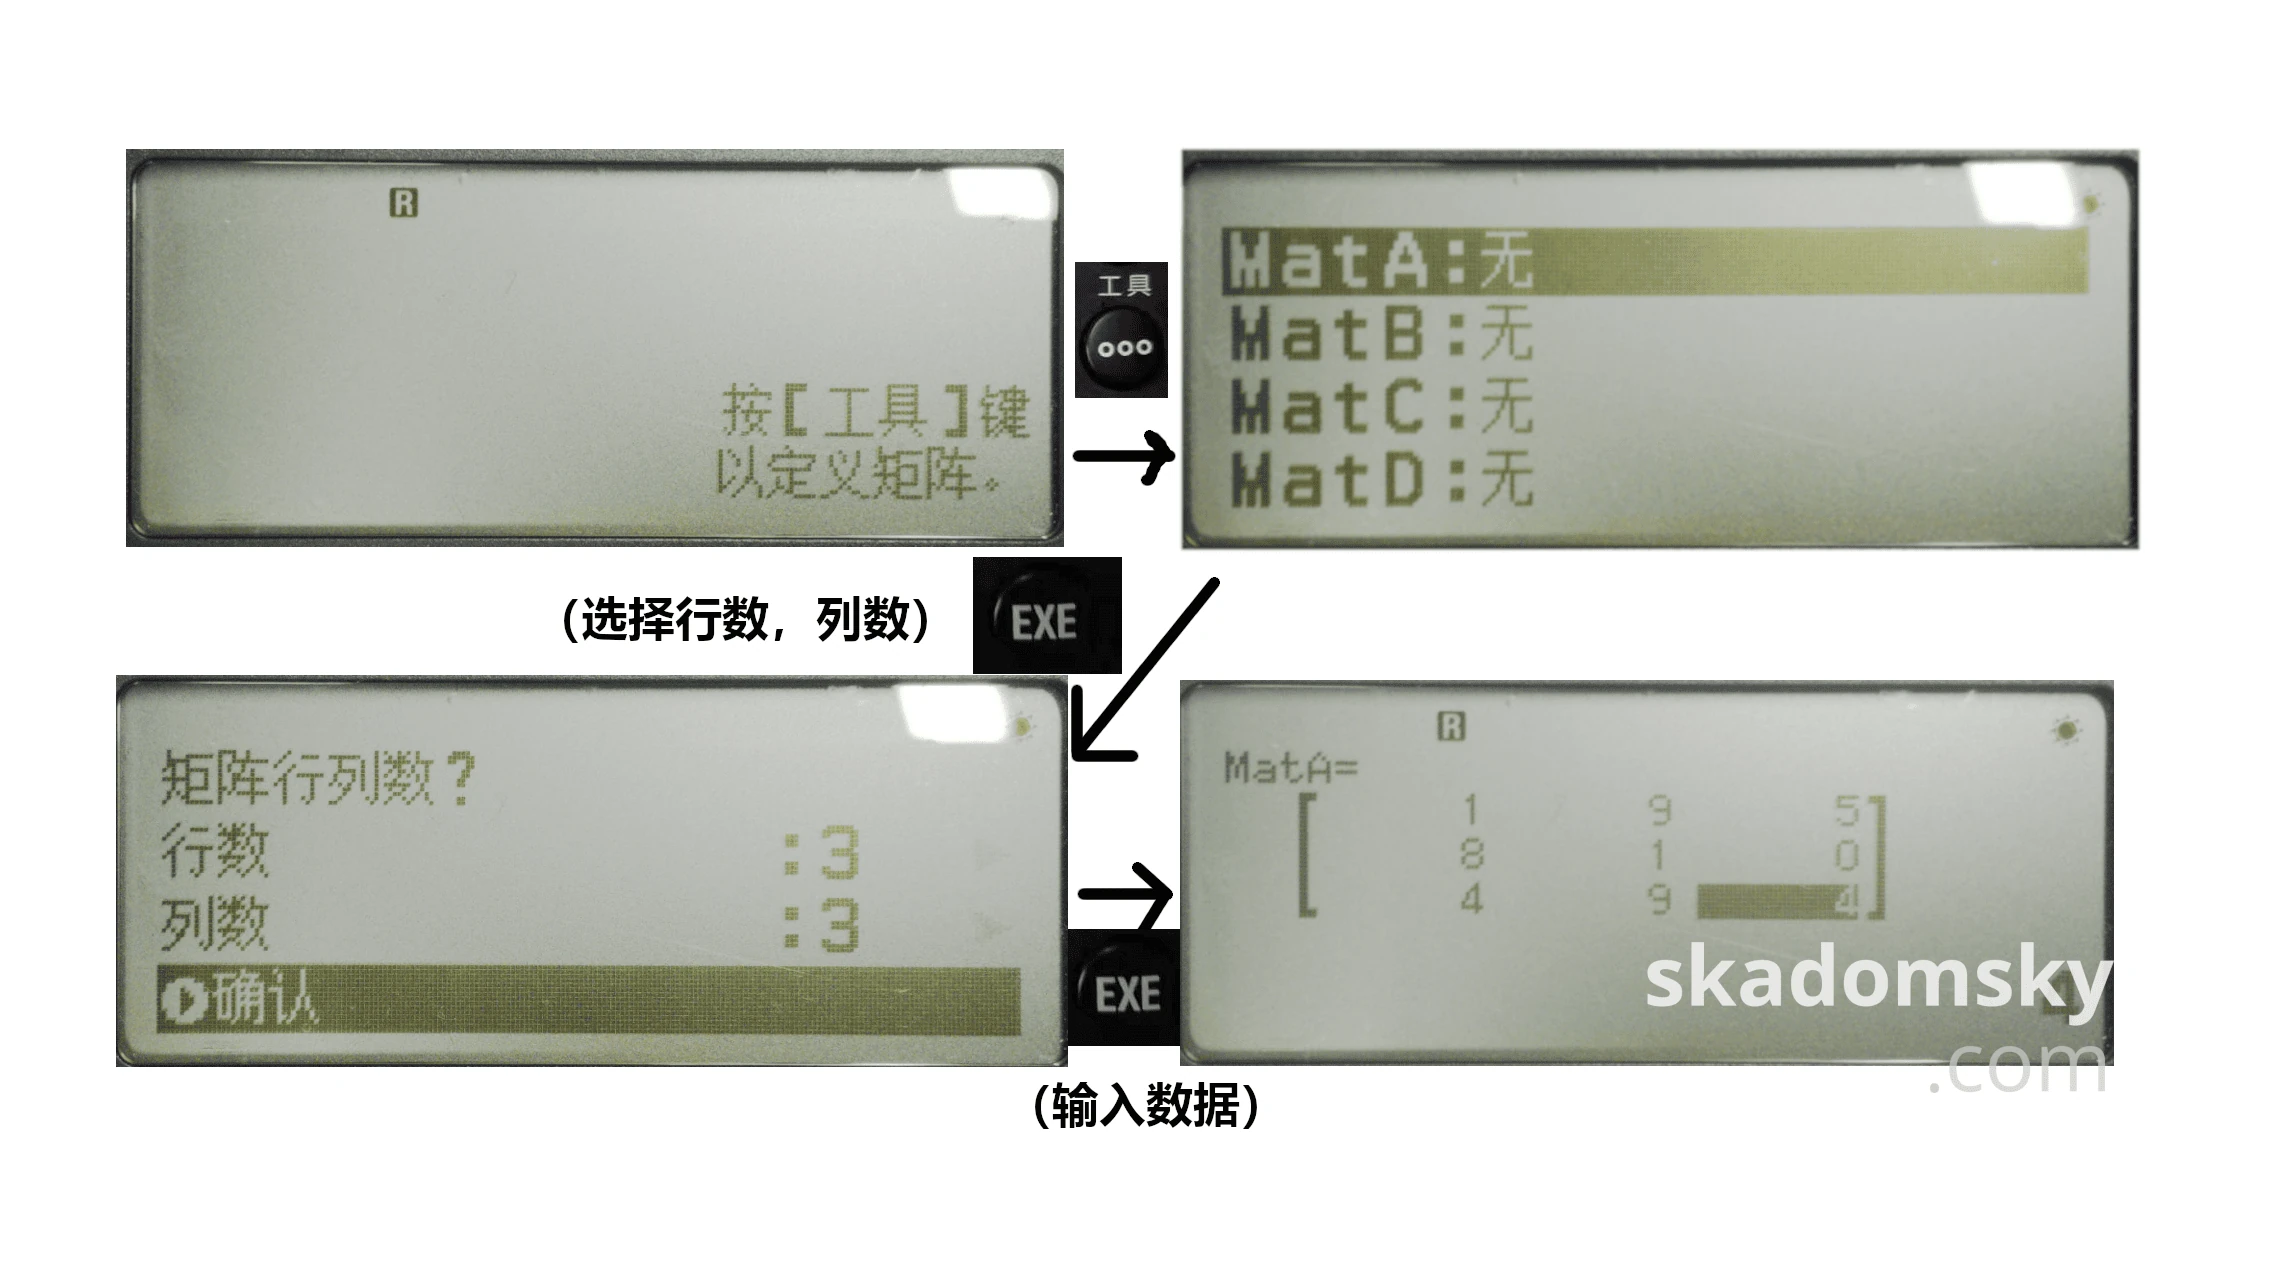 R
按【工具】键
以定义矩阵。
工具
MatA:无
MatB:无
MatC:无
MatD:无
(选择行数，列数)
EXE
矩阵行列数？
行数 :3
列数 :3
确认
EXE
(输入数据)
R
MatA=
1 9 5
8 1 0
4 9 4
4
skadomsky
.com